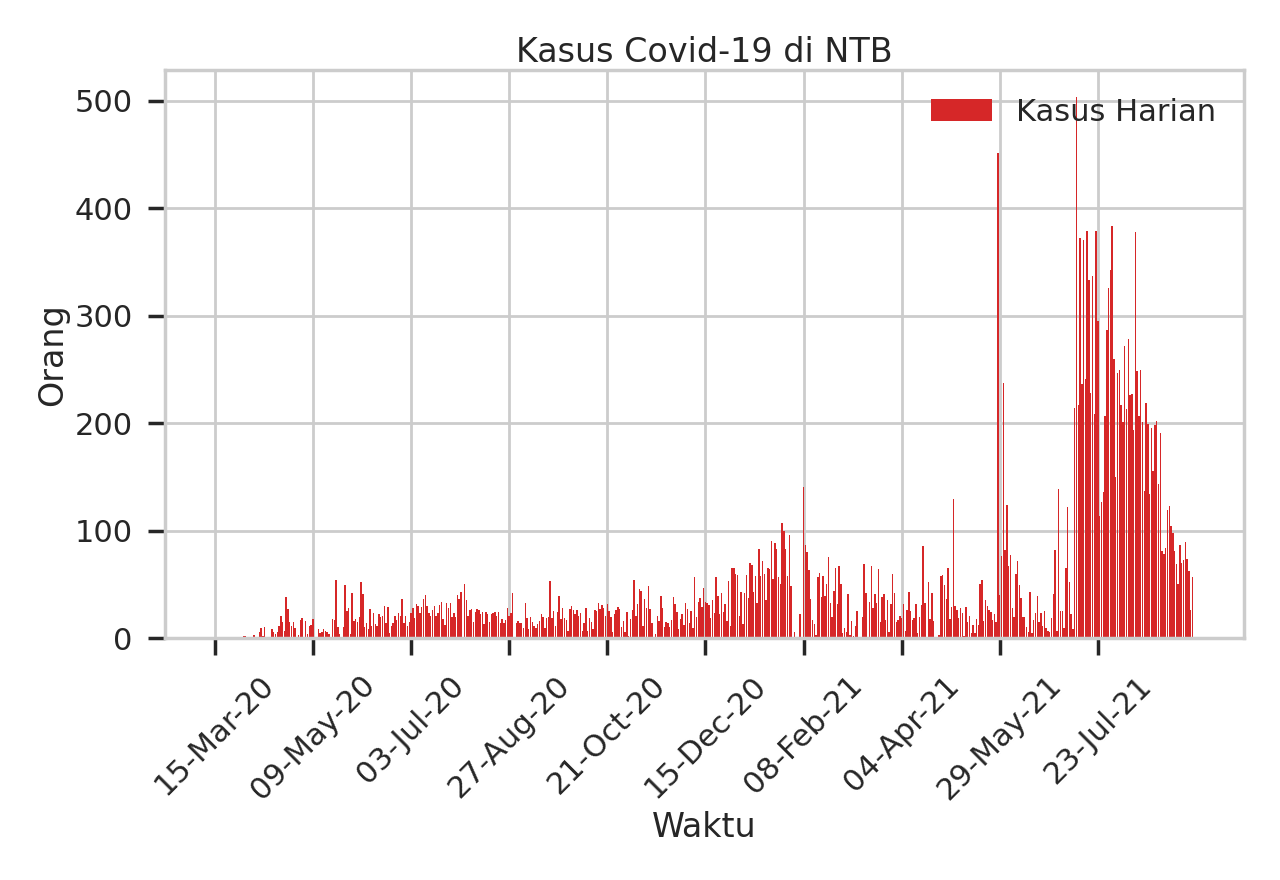 Kasus Covid-19 di NTB
Kasus Harian
Orang
500
400
300
200
100
0
15-Mar-20
09-May-20
03-Jul-20
27-Aug-20
21-Oct-20
15-Dec-20
08-Feb-21
04-Apr-21
29-May-21
23-Jul-21
Waktu